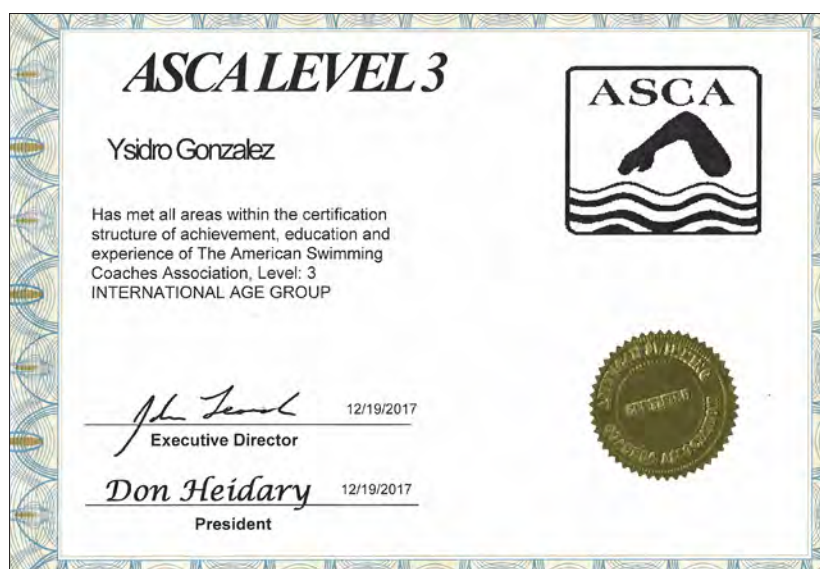 ASCA LEVEL 3
ASCA
Ysidro Gonzalez
Has met all areas within the certification
structure of achievement, education and
experience of The American Swimming
Coaches Association, Level: 3
INTERNATIONAL AGE GROUP
12/19/2017
Executive Director
Don Heidary 12/19/2017
President
CERTIFIED